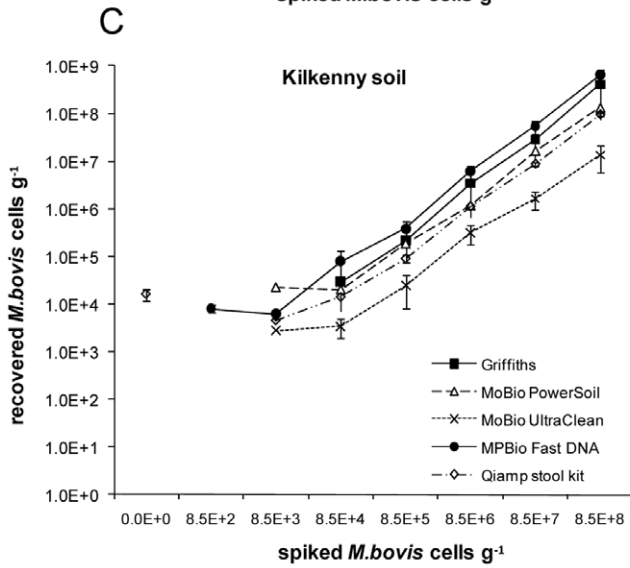 spiked M.bovis cells g
C
Kilkenny soil
1.0E+9
1.0E+8
1.0E+7
1.0E+6
1.0E+5
1.0E+4
1.0E+3
1.0E+2
1.0E+1
1.0E+0
recovered M.bovis cells g-1
Griffiths
MoBio PowerSoil
MoBio UltraClean
MPBio Fast DNA
Qiamp stool kit
0.0E+0 8.5E+2 8.5E+3 8.5E+4 8.5E+5 8.5E+6 8.5E+7 8.5E+8
spiked M.bovis cells g-1